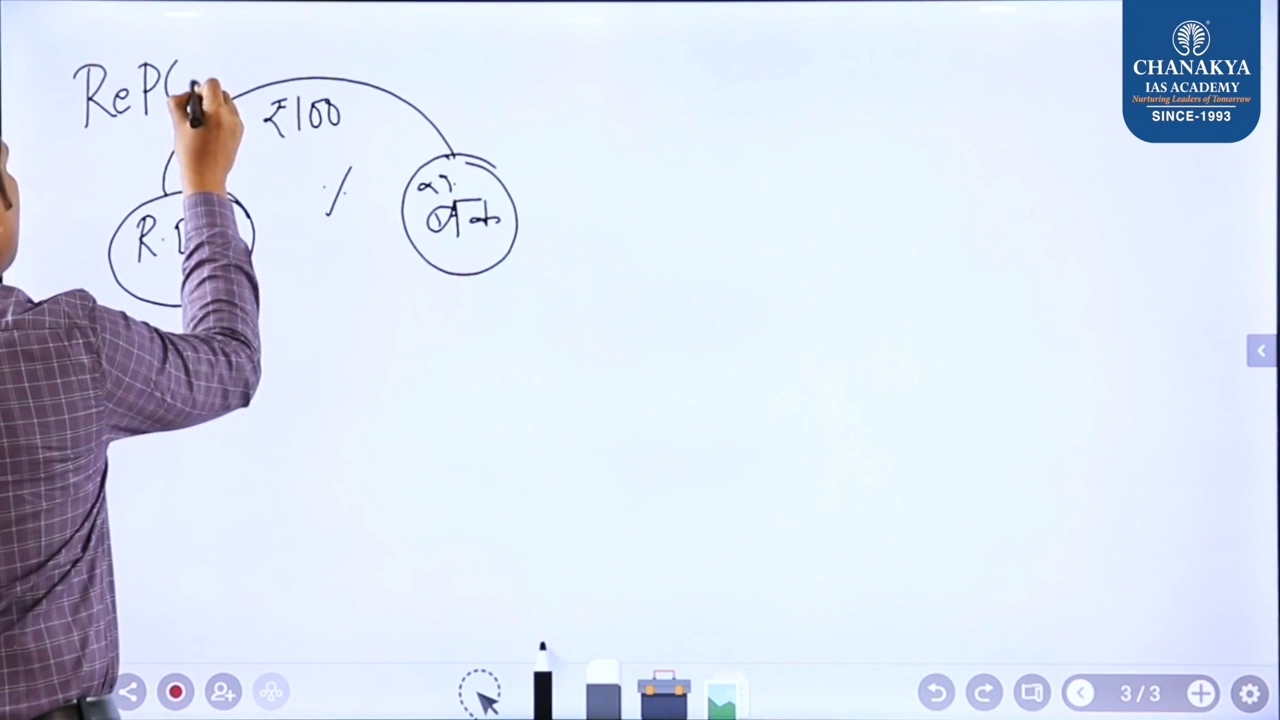 ReP
₹100
R.
CHANAKYA
IAS ACADEMY
Nurturing Leaders of Tomorrow
SINCE-1993
3/3